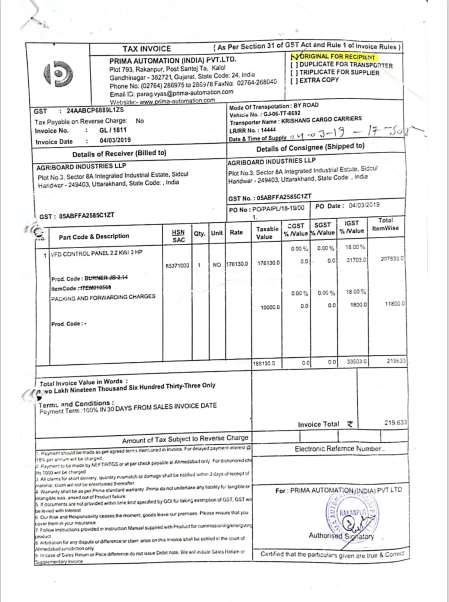 TAX INVOICE
( As Per Section 31 of GST Act and Rule 1 of Invoice Rules )
PRIMA AUTOMATION (INDIA) PVT.LTD.
Plot 793, Rakanpur, Post Santej Ta. Kalol
Gandhinagar - 382721, Gujarat, State Code: 24, India
Phone No. (02764) 286975 to 286978 FaxNo: 02764-268040
Email ID. parag.vyas@prima-automation.com
Website:- www.prima-automation.com
ORIGINAL FOR RECIPIENT
[ ] DUPLICATE FOR TRANSPORTER
[ ] TRIPLICATE FOR SUPPLIER
[ ] EXTRA COPY
GST : 24AABCP6889L1ZS
Tax Payable on Reverse Charge: No
Invoice No. : GL / 1811
Invoice Date : 04/03/2019
Mode Of Transpotation : BY ROAD
Vehicle No. : GJ-06-TT-8692
Transporter Name : KRISHANG CARGO CARRIERS
LR/RR No. : 14444
Date & Time of Supply
Details of Receiver (Billed to)
AGRIBOARD INDUSTRIES LLP
Plot No.3, Sector 8A Integrated Industrial Estate, Sidcul
Haridwar - 249403, Uttarakhand, State Code: , India
GST : 05ABFFA2585C1ZT
Details of Consignee (Shipped to)
AGRIBOARD INDUSTRIES LLP
Plot No.3, Sector 8A Integrated Industrial Estate, Sidcul
Haridwar - 249403, Uttarakhand, State Code: , India
GST No. : 05ABFFA2585C1ZT
PO No : PO/PAIPL/18-19/00
1.
PO Date : 04/03/2019
Part Code & Description HSN SAC Qty. Unit Rate Taxable Value CGST % /Value SGST % /Value IGST % /Value Total ItemWise
0.00 % 0.00 % 18.00 %
1 VFD CONTROL PANEL 2.2 KW/ 3 HP
85371000 1 NO 176130.0 176130.0 0.0 0.0 31703.0 207833.0
Prod. Code : BURNER JB 2.14
ItemCode : ITEM010569
PACKING AND FORWARDING CHARGES
0.00 % 0.00 % 18.00 %
10000.0 0.0 0.0 1800.0 11800.0
Prod. Code : -
186130.0 0.0 0.0 33503.0 219633
Total Invoice Value in Words :
Two Lakh Nineteen Thousand Six Hundred Thirty-Three Only
Terms and Conditions :
Payment Term :100% IN 30 DAYS FROM SALES INVOICE DATE
Invoice Total ₹ 219.633
Amount of Tax Subject to Reverse Charge
1. Payment should be made as per agreed terms mentioned in invoice. For delayed payment interest @
18% per annum will be charged
2. Payment to be made by NEFT/RTGS or at per check payable at Ahmedabad only. For dishonored chq
Rs.1000 will be charged
3. All claims for short delivery, quantity mismatch or damage shall be notified within 3 days of receipt of
material, claim will not be entertained thereafter.
4. Warranty shall be as per Prima standard warranty. Prima do not undertake any liability for tangible or
intangible loss, arised out of Product failure
5. If documents are not provided within time limit specified by GOI for taking exemption of GST, GST will
be levied with Interest
6. Our Risk and Responsibility ceases the moment, goods leave our premises. Please ensure that you
cover them in your Insurance
7. Follow instructions provided in Instruction Manual supplied with Product for commissioning/energizing
product
8. Arbitration for any dispute or difference or claim arise on this invoice shall be settled in the court of
Ahmedabad jurisdiction only.
9. In case of Sales Return or Price difference do not issue Debit note. We will include Sales Return or
Supplementary Invoice
Electronic Refernce Number..
For : PRIMA AUTOMATION (INDIA) PVT LTD
RAKANPUR
Authorised Signatory
Certified that the particulars given are true & Correct